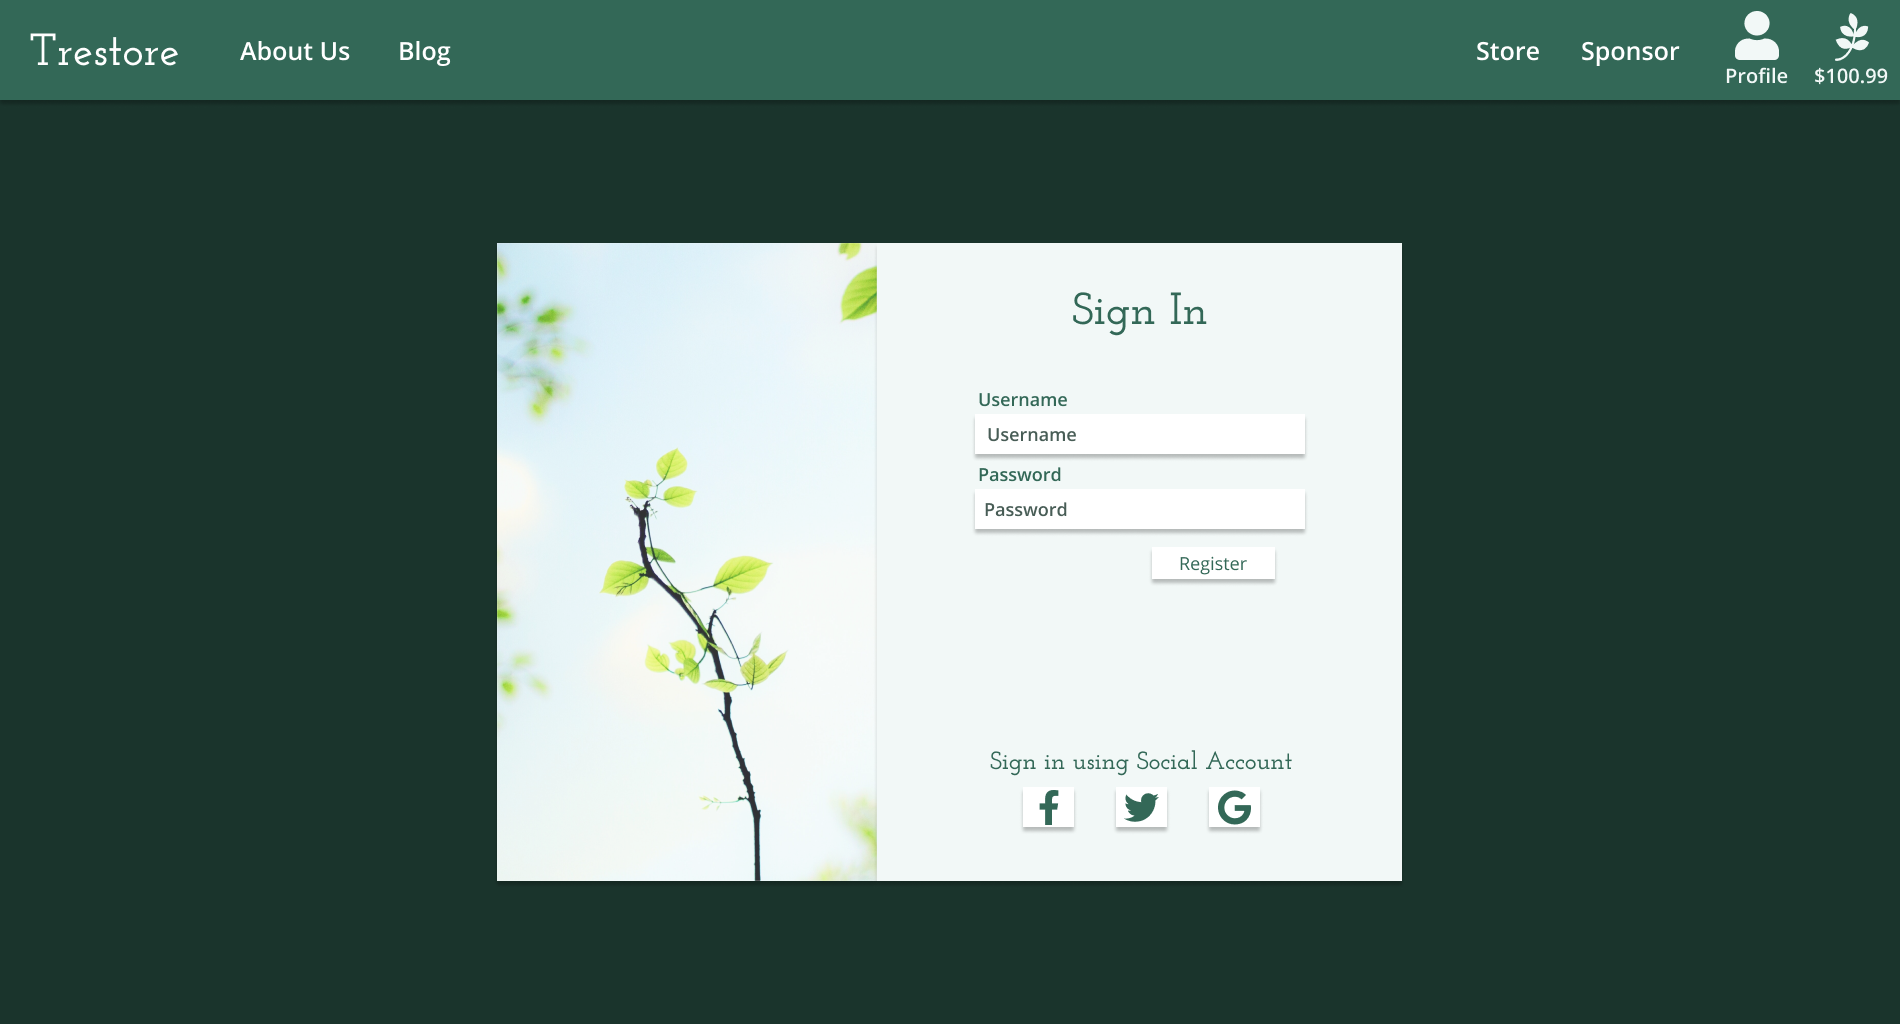 Trestore About Us Blog Store Sponsor
Profile $100.99
Sign In
Username
Username
Password
Password
Register
Sign in using Social Account